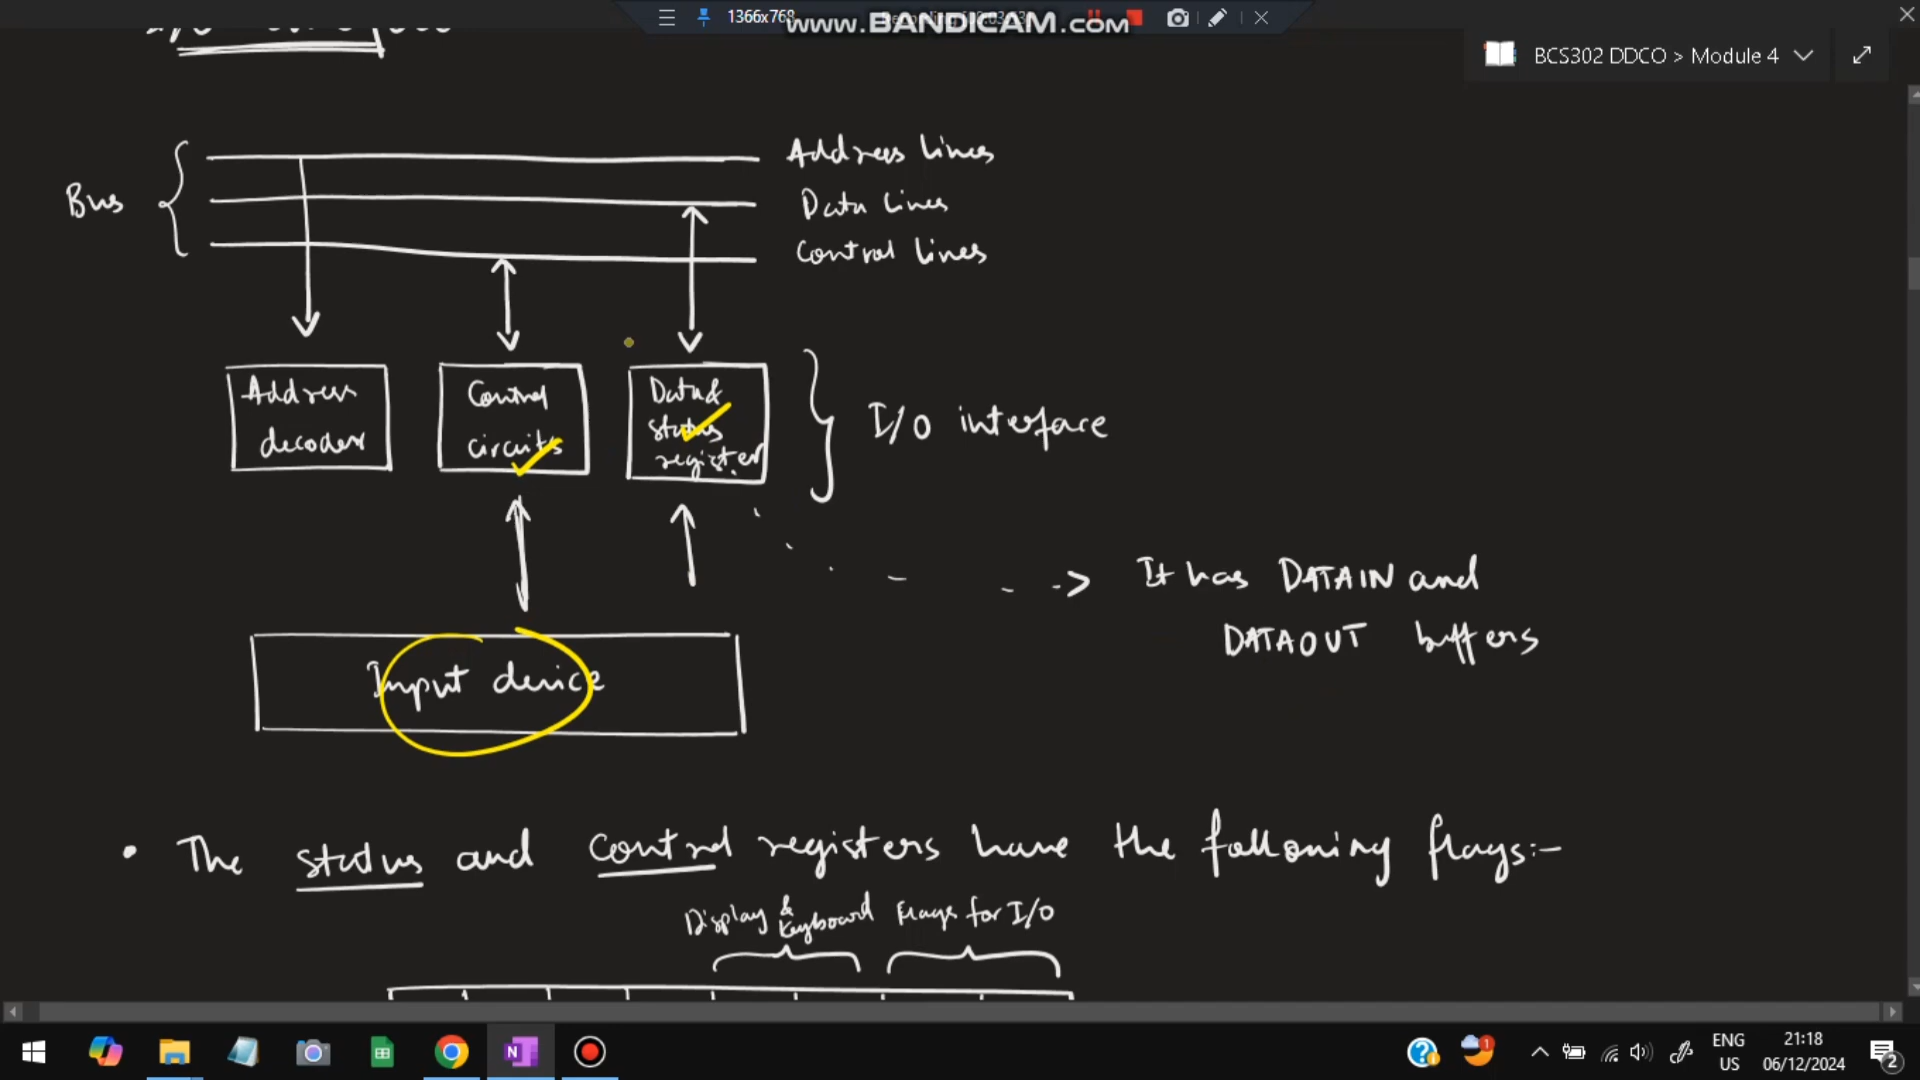 1366x768
www.BANDICAM.com
BCS302 DDCO > Module 4
Bus
Address lines
Data lines
Control lines
Address
decoder
Control
circuits
Data &
status
register
I/O interface
It has DATAIN and
DATAOUT buffers
Input device
• The status and control registers have the following flags:-
Display & Keyboard
Flags for I/O
ENG
US
21:18
06/12/2024
2